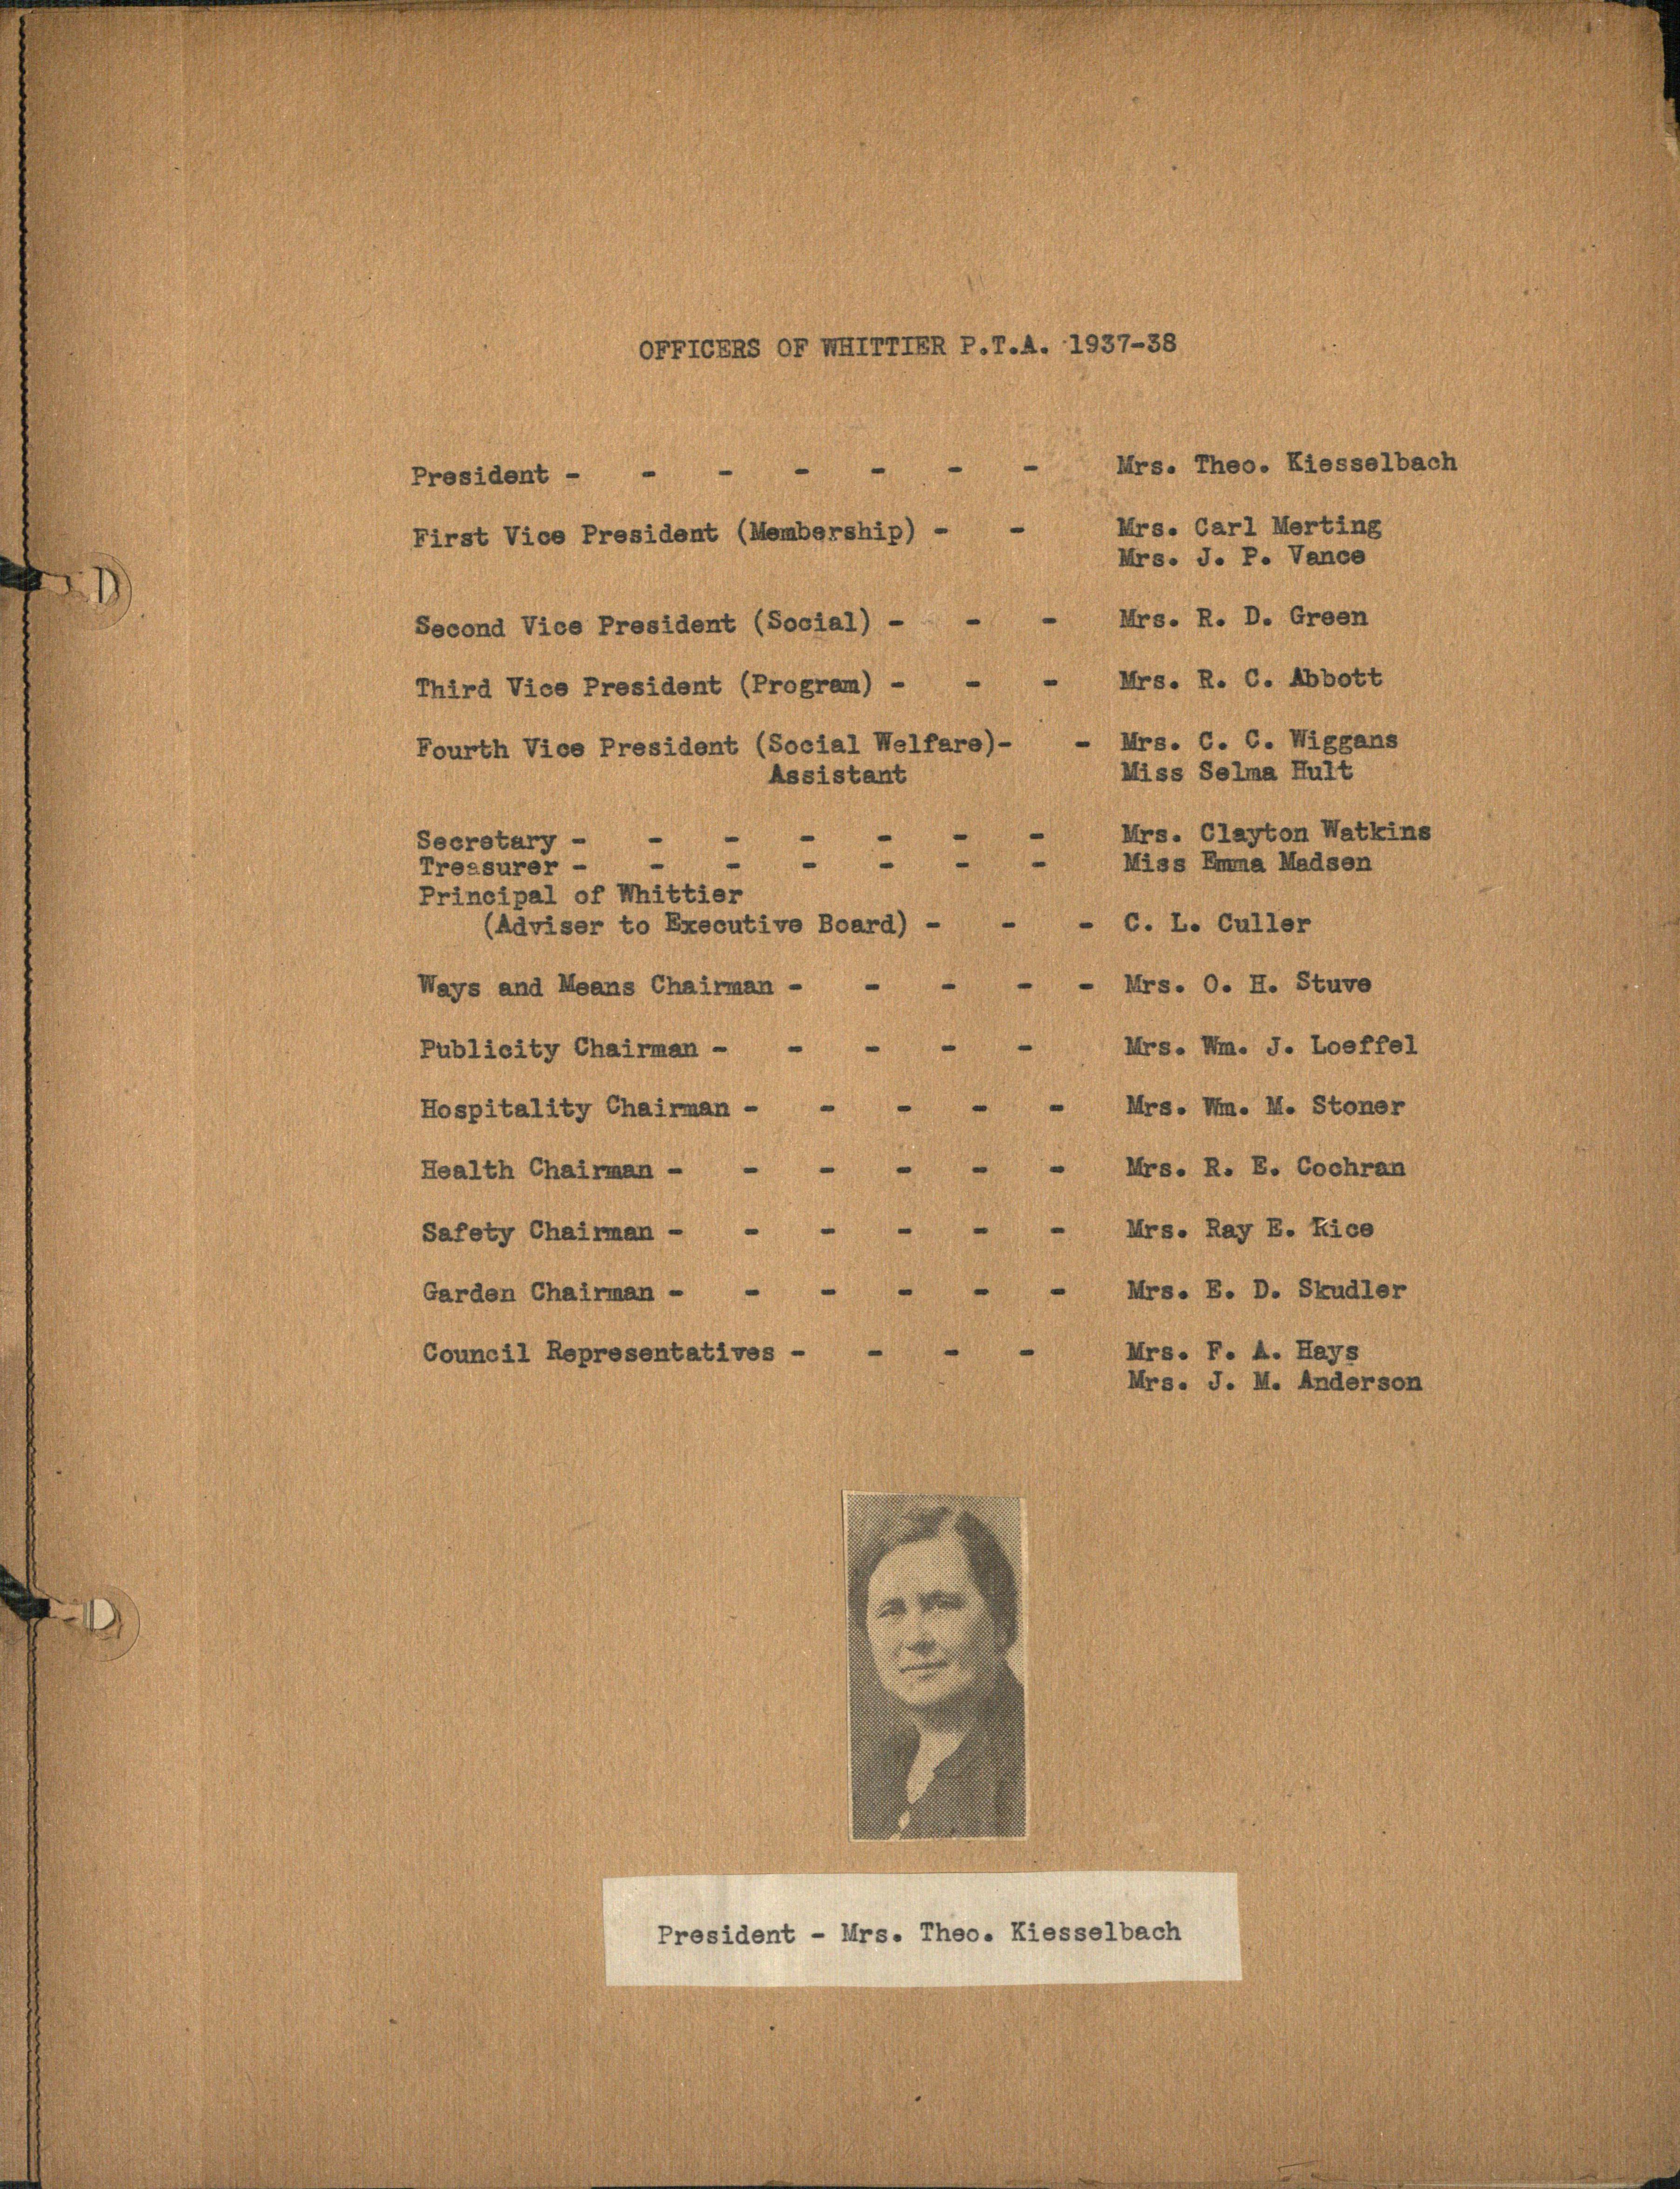 OFFICERS OF WHITTIER P.T.A. 1937-38
President - - - - - - - Mrs. Theo. Kiesselbach
First Vice President (Membership) - - Mrs. Carl Merting
Mrs. J. P. Vance
Second Vice President (Social) - - - Mrs. R. D. Green
Third Vice President (Program) - - - Mrs. R. C. Abbott
Fourth Vice President (Social Welfare)- - Mrs. C. C. Wiggans
Assistant Miss Selma Hult
Secretary - - - - - - - Mrs. Clayton Watkins
Treasurer - - - - - - - Miss Emma Madsen
Principal of Whittier
(Adviser to Executive Board) - - - C. L. Culler
Ways and Means Chairman - - - - - Mrs. O. H. Stuve
Publicity Chairman - - - - - Mrs. Wm. J. Loeffel
Hospitality Chairman - - - - - Mrs. Wm. M. Stoner
Health Chairman - - - - - - Mrs. R. E. Cochran
Safety Chairman - - - - - - Mrs. Ray E. Rice
Garden Chairman - - - - - - Mrs. E. D. Skudler
Council Representatives - - - - Mrs. F. A. Hays
Mrs. J. M. Anderson
President - Mrs. Theo. Kiesselbach